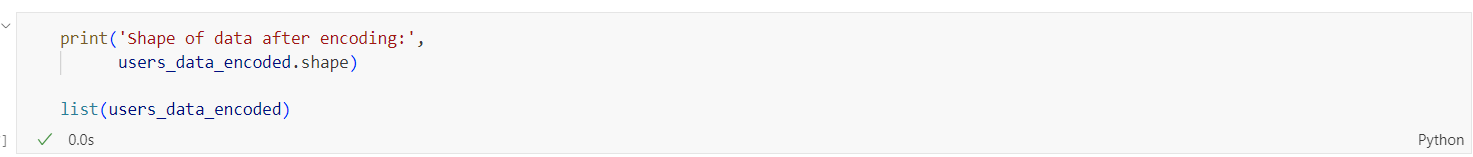 print('Shape of data after encoding:',
users_data_encoded.shape)
list(users_data_encoded)
] ✓ 0.0s Python